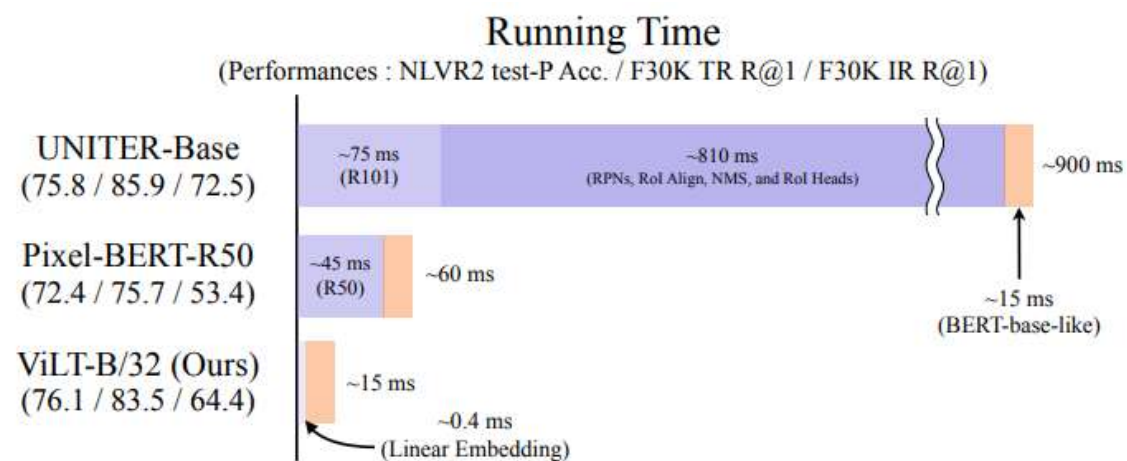 Running Time
(Performances : NLVR2 test-P Acc. / F30K TR R@1 / F30K IR R@1)
UNITER-Base
(75.8 / 85.9 / 72.5)
~75 ms
(R101)
~810 ms
(RPNs, RoI Align, NMS, and RoI Heads)
~900 ms
Pixel-BERT-R50
(72.4 / 75.7 / 53.4)
~45 ms
(R50)
~60 ms
~15 ms
(BERT-base-like)
ViLT-B/32 (Ours)
(76.1 / 83.5 / 64.4)
~15 ms
~0.4 ms
(Linear Embedding)